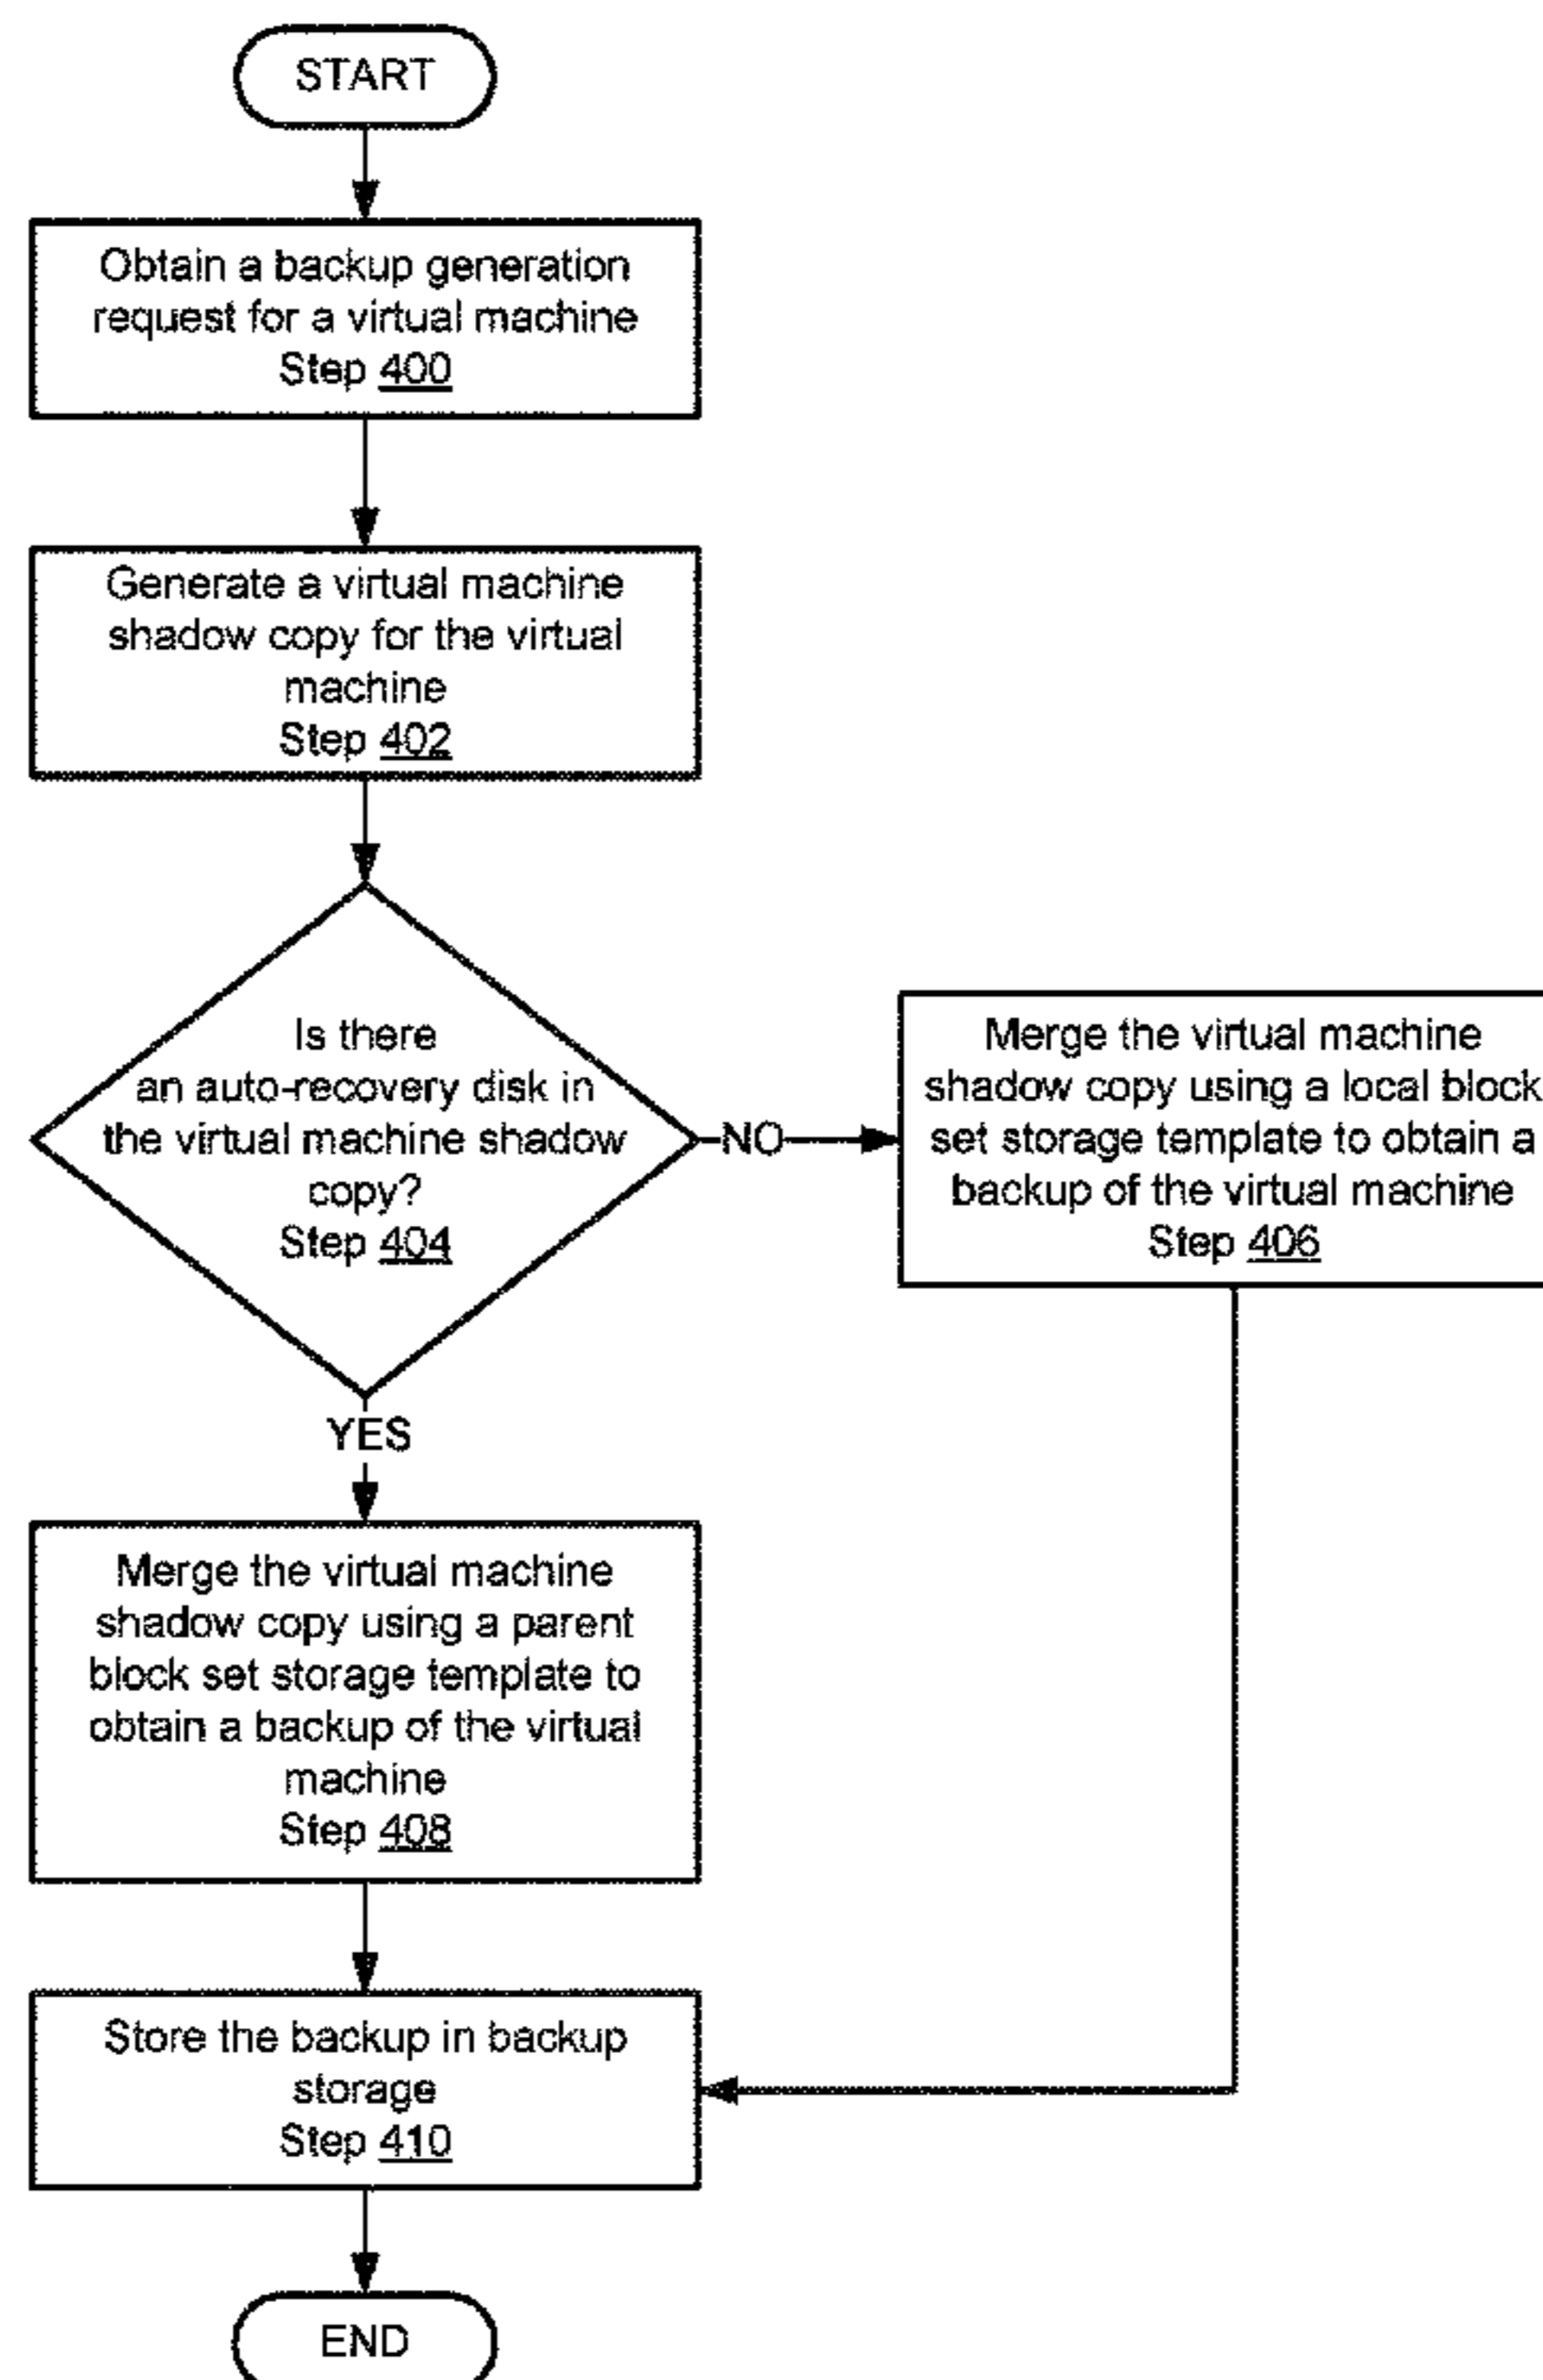 START
Obtain a backup generation
request for a virtual machine
Step 400
Generate a virtual machine
shadow copy for the virtual
machine
Step 402
Is there
an auto-recovery disk in
the virtual machine shadow
copy?
Step 404
NO
Merge the virtual machine
shadow copy using a local block
set storage template to obtain a
backup of the virtual machine
Step 406
YES
Merge the virtual machine
shadow copy using a parent
block set storage template to
obtain a backup of the virtual
machine
Step 408
Store the backup in backup
storage
Step 410
END